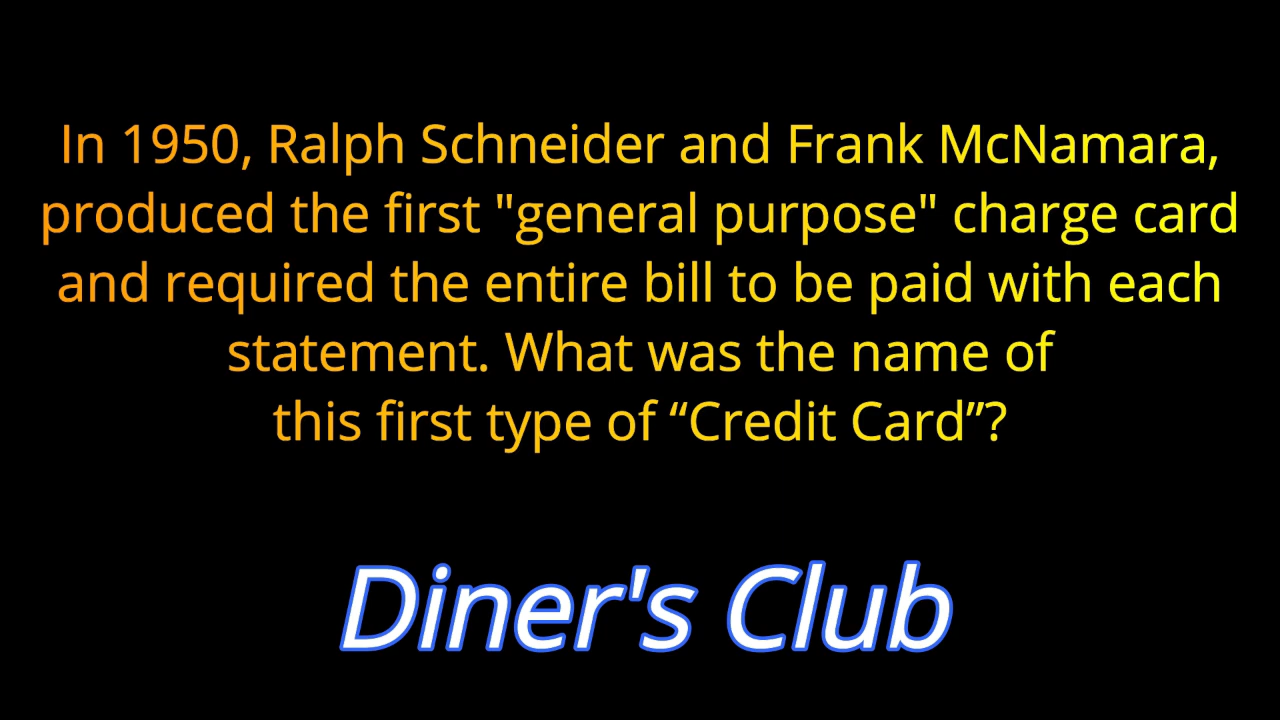 In 1950, Ralph Schneider and Frank McNamara,
produced the first "general purpose" charge card
and required the entire bill to be paid with each
statement. What was the name of
this first type of “Credit Card”?
Diner's Club